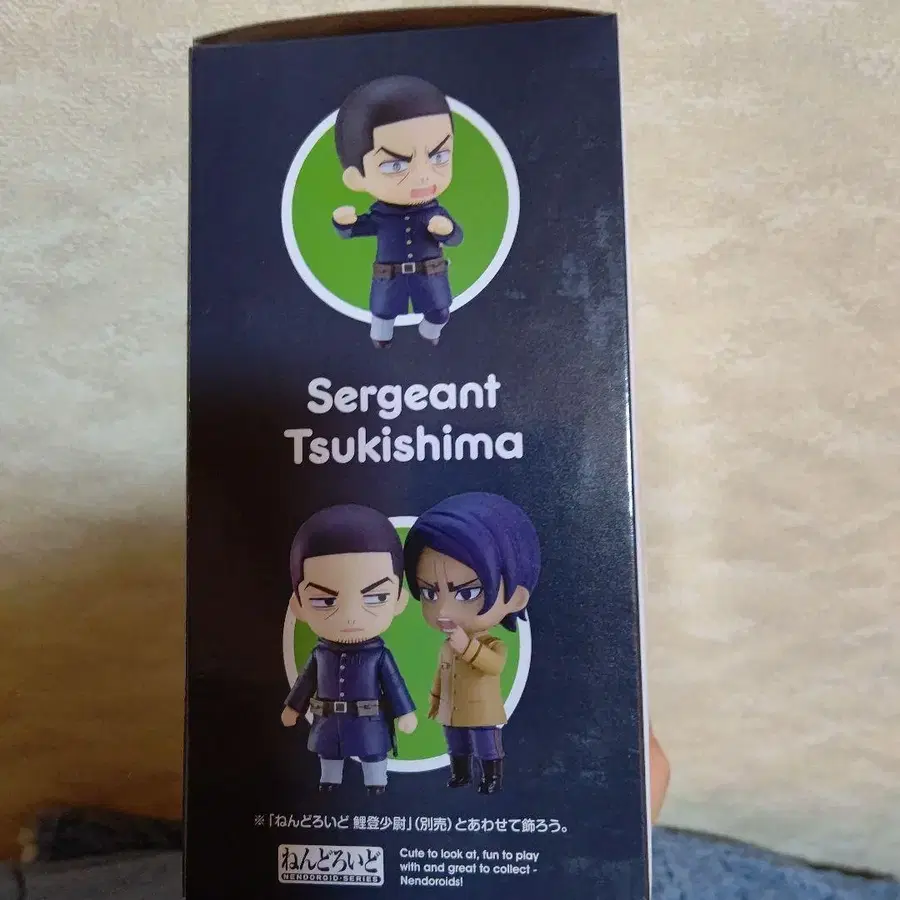 Sergeant
Tsukishima
※「ねんどろいど 鯉登少尉」(別売)とあわせて飾ろう。
ねんどろいど
NENDOROID·SERIES
Cute to look at, fun to play
with and great to collect -
Nendoroids!